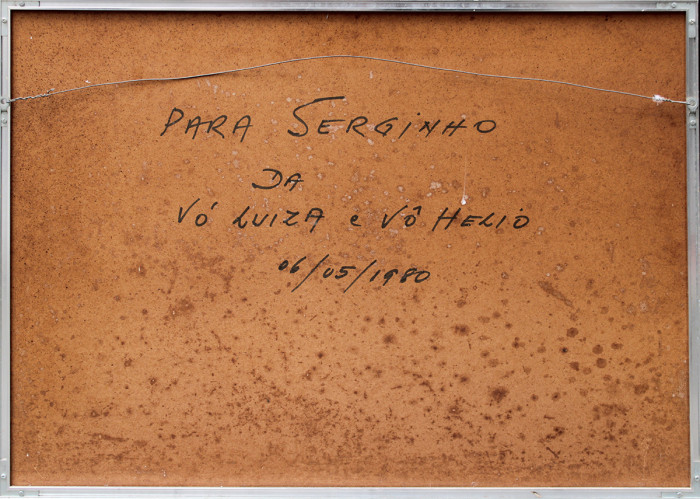 PARA SERGINHO
DA
VÓ LUIZA e VÔ HELIO
06/05/1980